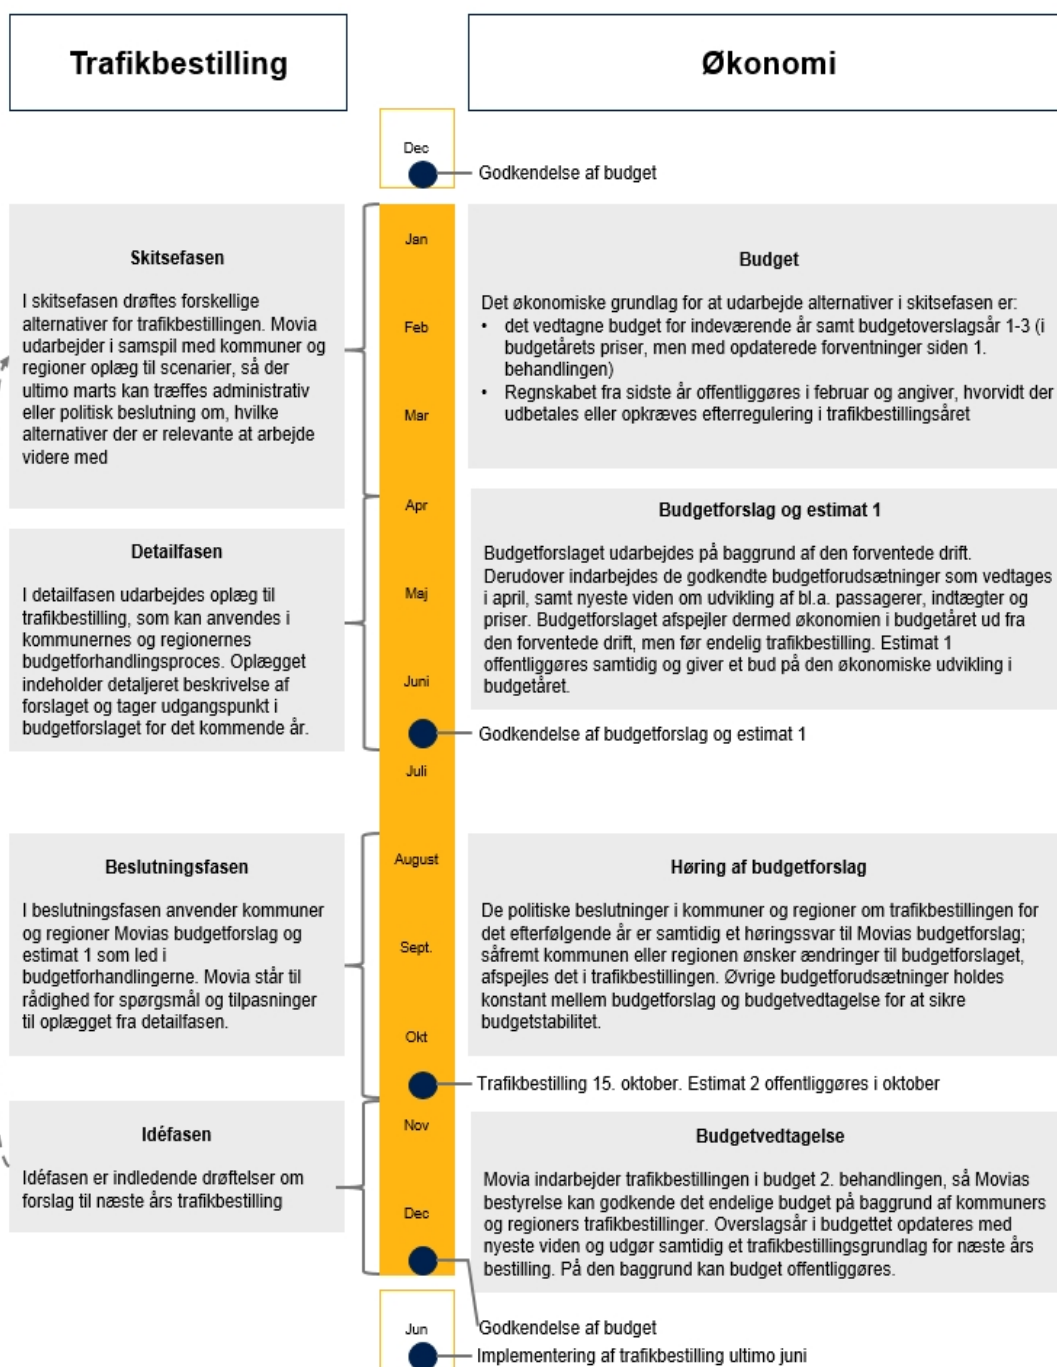 Trafikbestilling
Økonomi
Dec
Godkendelse af budget
Skitsefasen
I skitsefasen drøftes forskellige
alternativer for trafikbestillingen. Movia
udarbejder i samspil med kommuner og
regioner oplæg til scenarier, så der
ultimo marts kan træffes administrativ
eller politisk beslutning om, hvilke
alternativer der er relevante at arbejde
videre med
Jan
Feb
Mar
Budget
Det økonomiske grundlag for at udarbejde alternativer i skitsefasen er:
• det vedtagne budget for indeværende år samt budgetoverslagsår 1-3 (i
budgetårets priser, men med opdaterede forventninger siden 1.
behandlingen)
• Regnskabet fra sidste år offentliggøres i februar og angiver, hvorvidt der
udbetales eller opkræves efterregulering i trafikbestillingsåret
Detailfasen
I detailfasen udarbejdes oplæg til
trafikbestilling, som kan anvendes i
kommunernes og regionernes
budgetforhandlingsproces. Oplægget
indeholder detaljeret beskrivelse af
forslaget og tager udgangspunkt i
budgetforslaget for det kommende år.
Apr
Maj
Juni
Budgetforslag og estimat 1
Budgetforslaget udarbejdes på baggrund af den forventede drift.
Derudover indarbejdes de godkendte budgetforudsætninger som vedtages
i april, samt nyeste viden om udvikling af bl.a. passagerer, indtægter og
priser. Budgetforslaget afspejler dermed økonomien i budgetåret ud fra
den forventede drift, men før endelig trafikbestilling. Estimat 1
offentliggøres samtidig og giver et bud på den økonomiske udvikling i
budgetåret.
Godkendelse af budgetforslag og estimat 1
Juli
Beslutningsfasen
I beslutningsfasen anvender kommuner
og regioner Movias budgetforslag og
estimat 1 som led i
budgetforhandlingerne. Movia står til
rådighed for spørgsmål og tilpasninger
til oplægget fra detailfasen.
August
Sept.
Okt
Høring af budgetforslag
De politiske beslutninger i kommuner og regioner om trafikbestillingen for
det efterfølgende år er samtidig et høringssvar til Movias budgetforslag;
såfremt kommunen eller regionen ønsker ændringer til budgetforslaget,
afspejles det i trafikbestillingen. Øvrige budgetforudsætninger holdes
konstant mellem budgetforslag og budgetvedtagelse for at sikre
budgetstabilitet.
Trafikbestilling 15. oktober. Estimat 2 offentliggøres i oktober
Idéfasen
Idéfasen er indledende drøftelser om
forslag til næste års trafikbestilling
Nov
Dec
Budgetvedtagelse
Movia indarbejder trafikbestillingen i budget 2. behandlingen, så Movias
bestyrelse kan godkende det endelige budget på baggrund af kommuners
og regioners trafikbestillinger. Overslagsår i budgettet opdateres med
nyeste viden og udgør samtidig et trafikbestillingsgrundlag for næste års
bestilling. På den baggrund kan budget offentliggøres.
Godkendelse af budget
Jun
Implementering af trafikbestilling ultimo juni